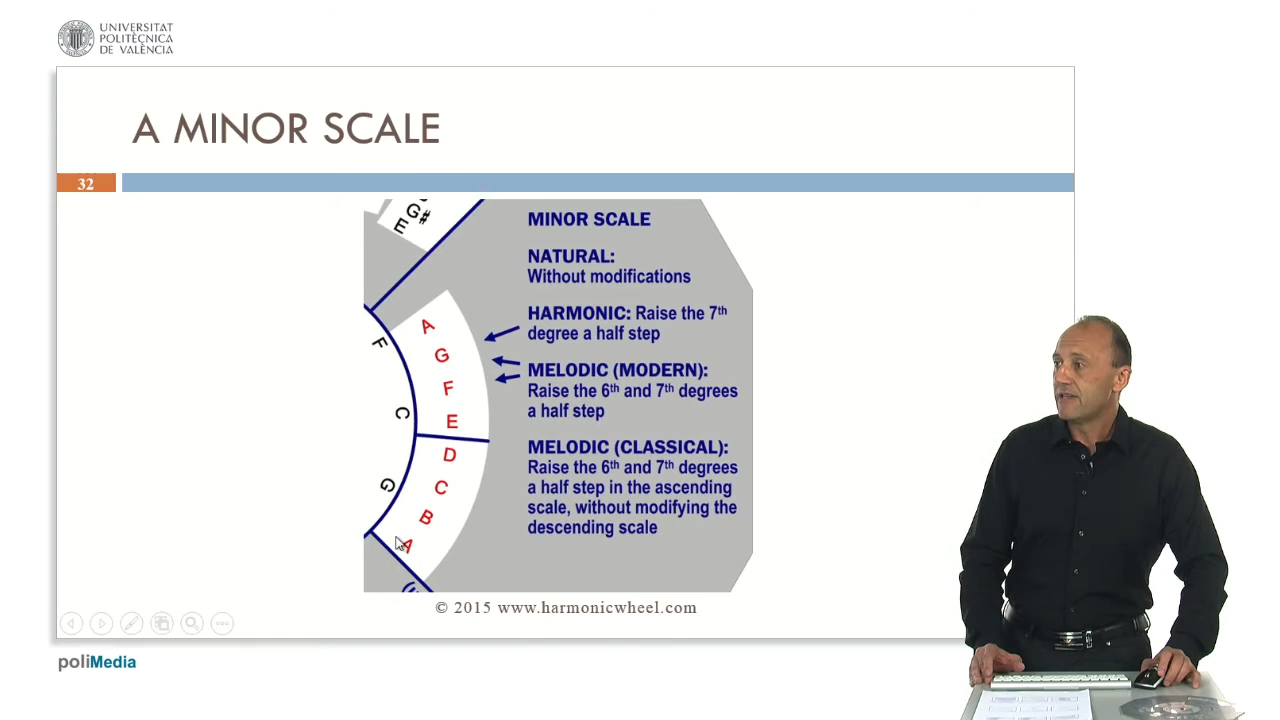 UNIVERSITAT
POLITÈCNICA
DE VALÈNCIA
A MINOR SCALE
32
G#
E
MINOR SCALE
NATURAL:
Without modifications
HARMONIC: Raise the 7th
degree a half step
MELODIC (MODERN):
Raise the 6th and 7th degrees
a half step
MELODIC (CLASSICAL):
Raise the 6th and 7th degrees
a half step in the ascending
scale, without modifying the
descending scale
A
G
F
E
D
C
B
A
F
C
G
© 2015 www.harmonicwheel.com
poliMedia